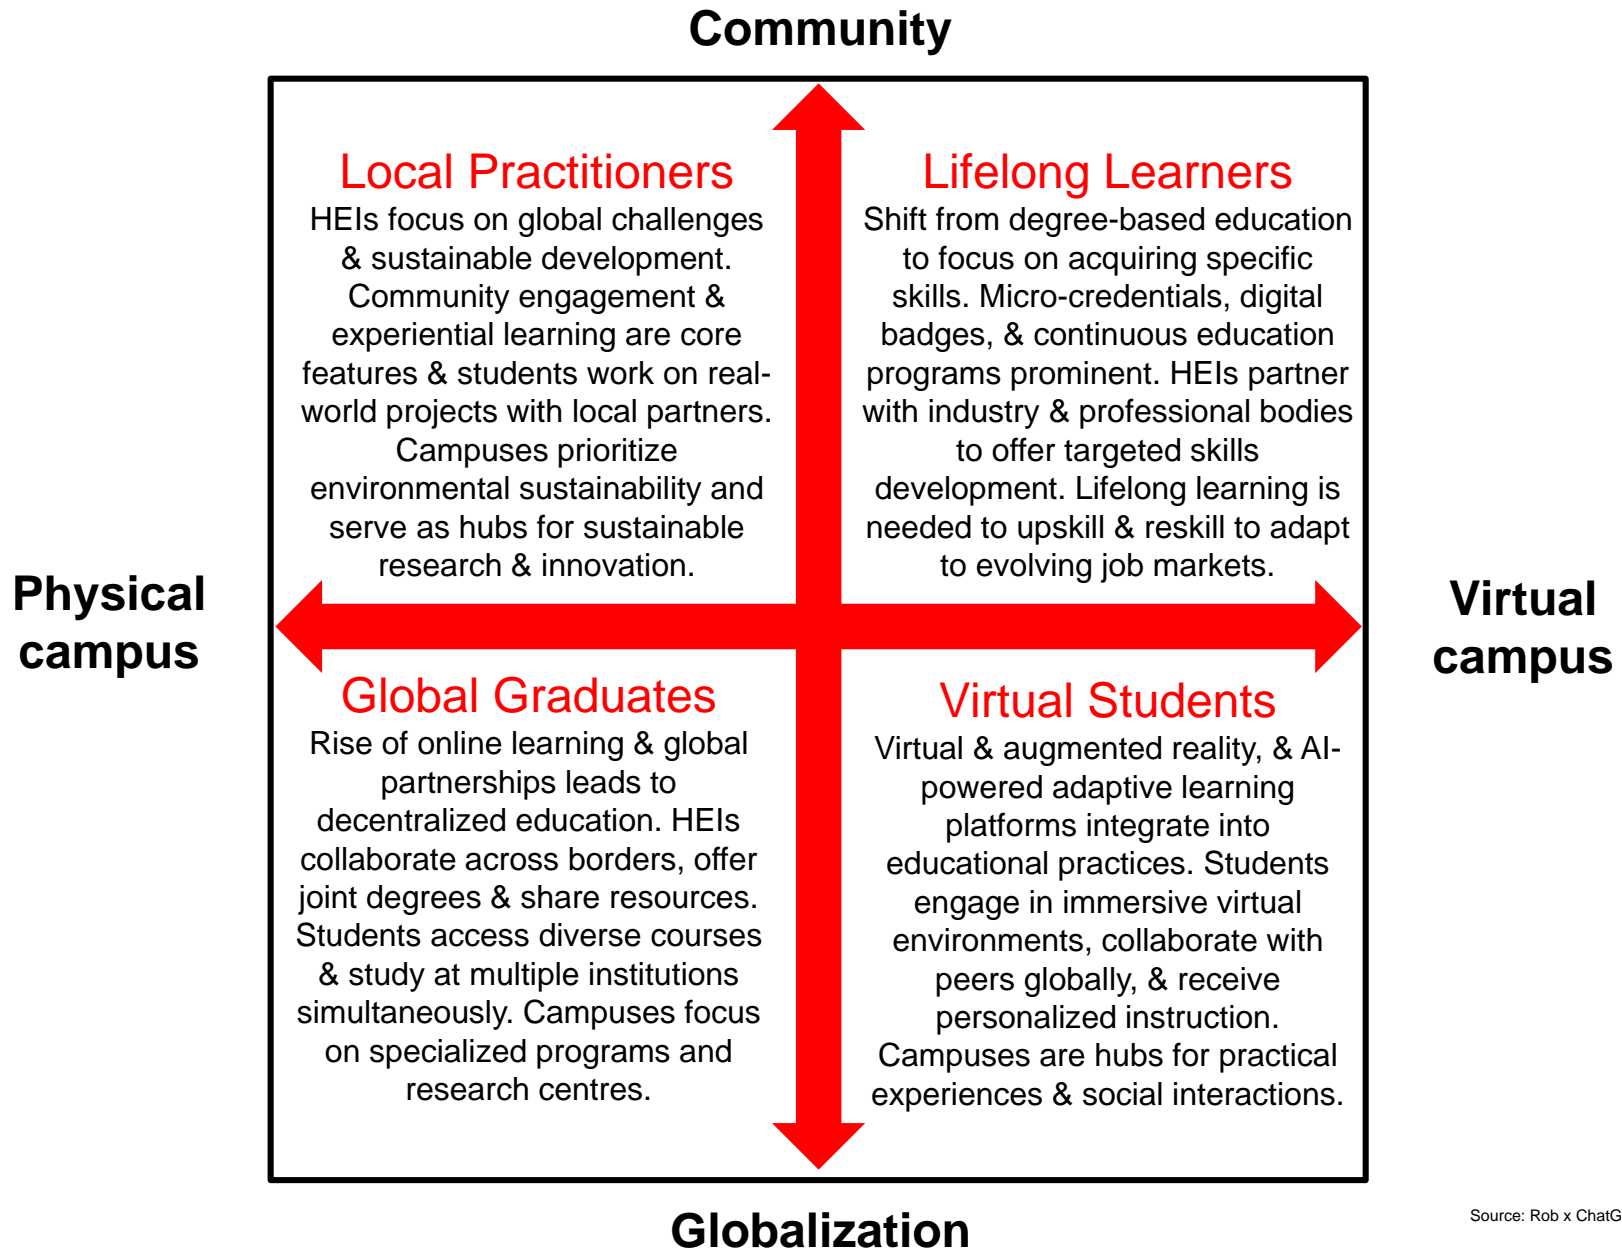 Community
Local Practitioners
HEIs focus on global challenges
& sustainable development.
Community engagement &
experiential learning are core
features & students work on real-
world projects with local partners.
Campuses prioritize
environmental sustainability and
serve as hubs for sustainable
research & innovation.
Lifelong Learners
Shift from degree-based education
to focus on acquiring specific
skills. Micro-credentials, digital
badges, & continuous education
programs prominent. HEIs partner
with industry & professional bodies
to offer targeted skills
development. Lifelong learning is
needed to upskill & reskill to adapt
to evolving job markets.
Physical
campus
Virtual
campus
Global Graduates
Rise of online learning & global
partnerships leads to
decentralized education. HEIs
collaborate across borders, offer
joint degrees & share resources.
Students access diverse courses
& study at multiple institutions
simultaneously. Campuses focus
on specialized programs and
research centres.
Virtual Students
Virtual & augmented reality, & AI-
powered adaptive learning
platforms integrate into
educational practices. Students
engage in immersive virtual
environments, collaborate with
peers globally, & receive
personalized instruction.
Campuses are hubs for practical
experiences & social interactions.
Globalization
Source: Rob x ChatG